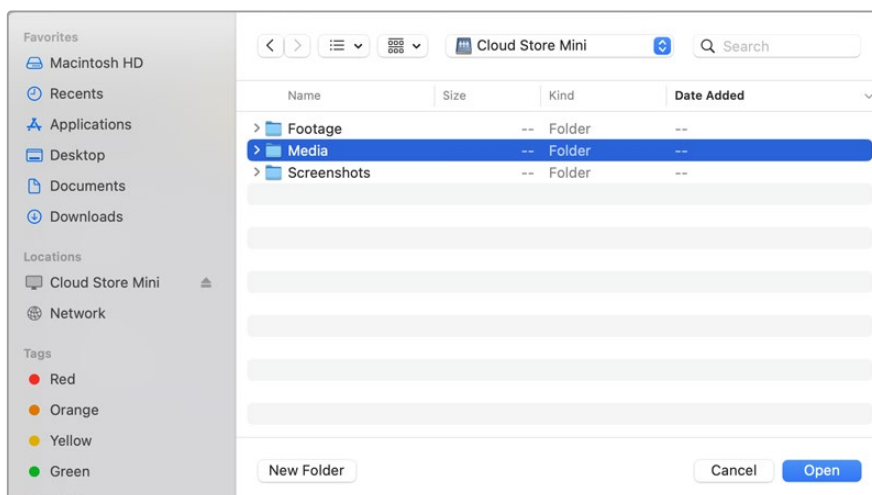 Favorites
Macintosh HD
Recents
Applications
Desktop
Documents
Downloads
Locations
Cloud Store Mini
Network
Tags
Red
Orange
Yellow
Green
Cloud Store Mini
Search
Name Size Kind Date Added
Footage -- Folder --
Media -- Folder --
Screenshots -- Folder --
New Folder
Cancel
Open